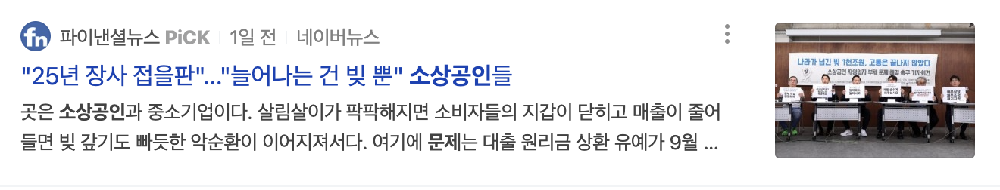 fn 파이낸셜뉴스 PiCK 1일 전 네이버뉴스
"25년 장사 접을판"..."늘어나는 건 빚 뿐" 소상공인들
곳은 소상공인과 중소기업이다. 살림살이가 팍팍해지면 소비자들의 지갑이 닫히고 매출이 줄어
들면 빚 갚기도 빠듯한 악순환이 이어지져서다. 여기에 문제는 대출 원리금 상환 유예가 9월 ...
나라가 넘긴 빚 1천조원, 고통은 끝나지 않았다
소상공인·자영업자 부채 문제 해결 촉구 기자회견